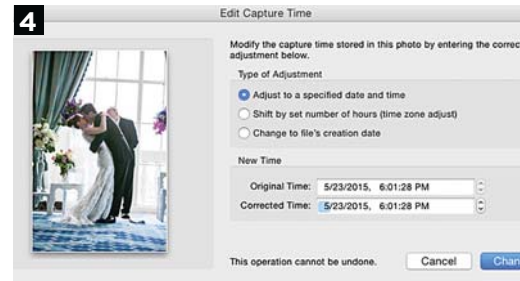 4
Edit Capture Time
Modify the capture time stored in this photo by entering the correc
adjustment below.
Type of Adjustment
Adjust to a specified date and time
Shift by set number of hours (time zone adjust)
Change to file's creation date
New Time
Original Time: 5/23/2015, 6:01:28 PM
Corrected Time: 5/23/2015, 6:01:28 PM
This operation cannot be undone. Cancel Chan